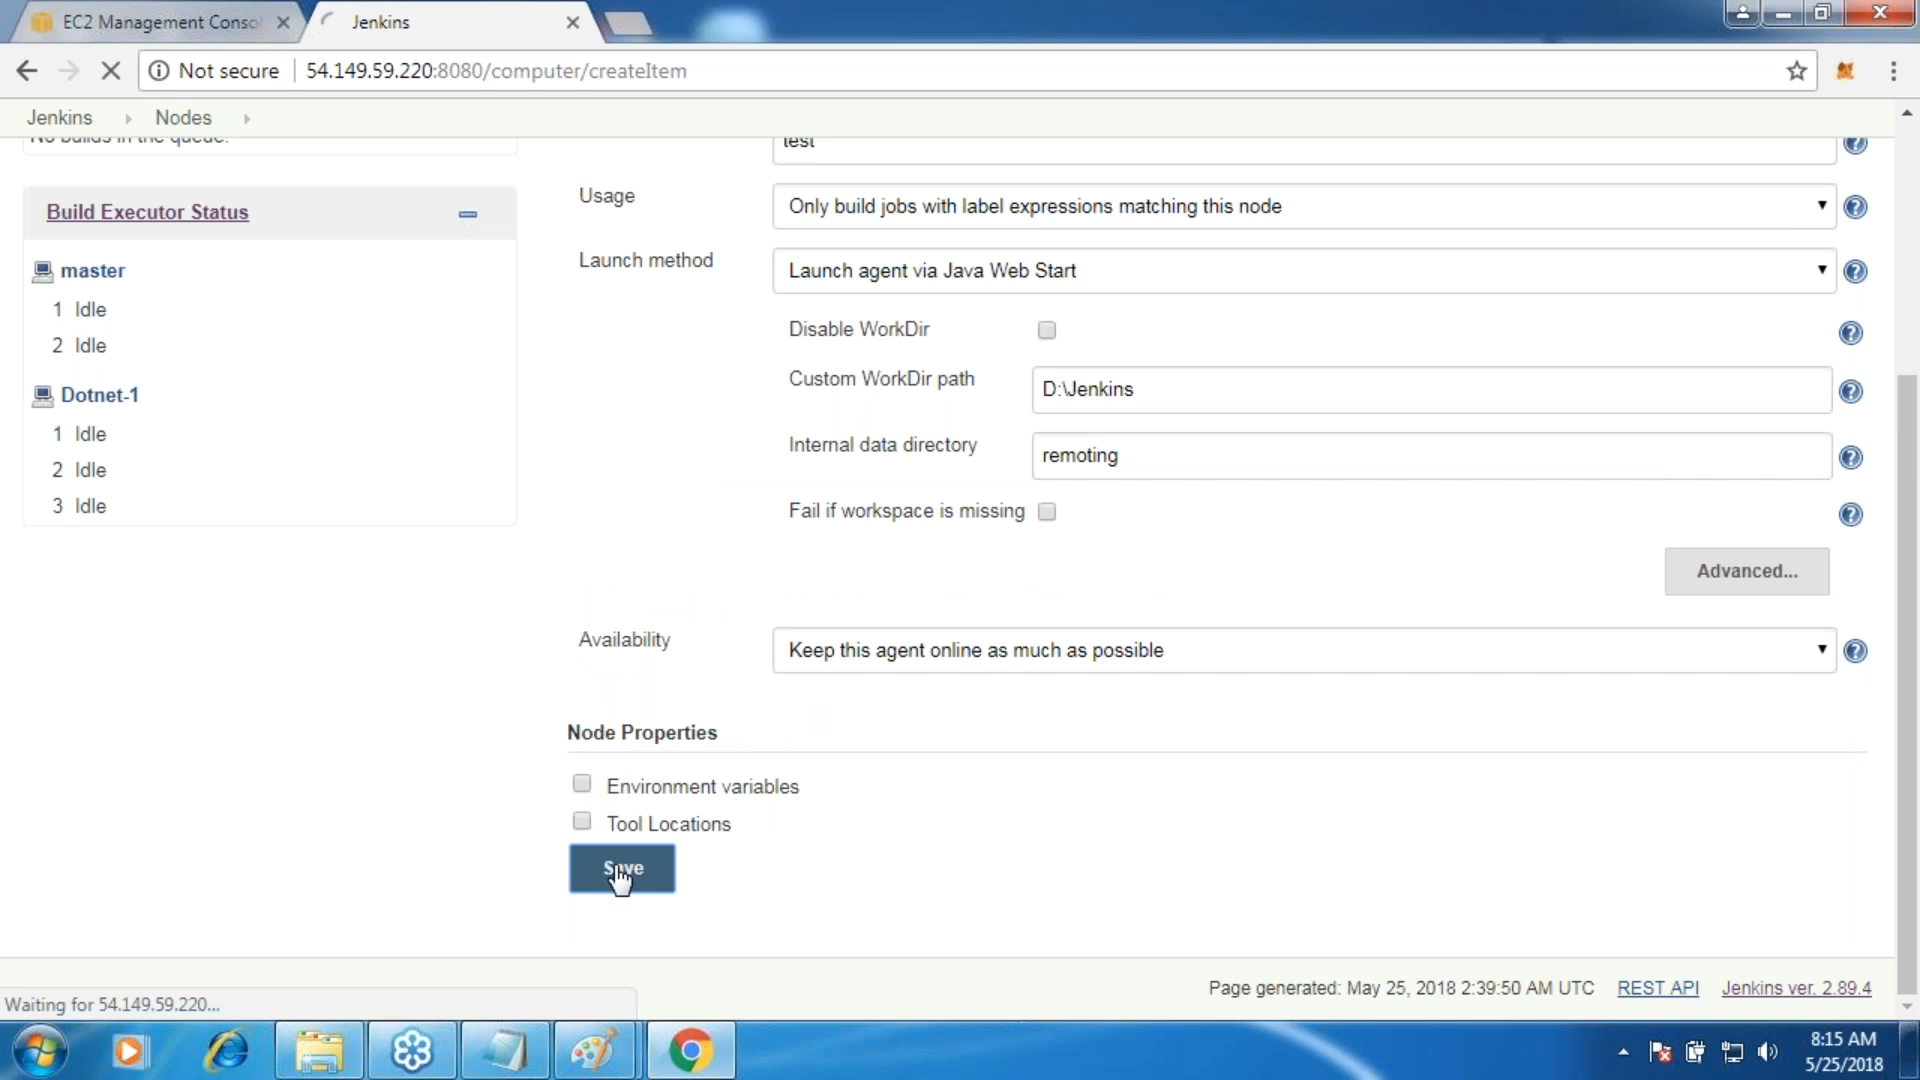 EC2 Management Conso
Jenkins
Not secure
54.149.59.220:8080/computer/createItem
Jenkins
Nodes
No builds in the queue.
test
Build Executor Status
master
1 Idle
2 Idle
Dotnet-1
1 Idle
2 Idle
3 Idle
Usage
Only build jobs with label expressions matching this node
Launch method
Launch agent via Java Web Start
Disable WorkDir
Custom WorkDir path
D:\Jenkins
Internal data directory
remoting
Fail if workspace is missing
Advanced...
Availability
Keep this agent online as much as possible
Node Properties
Environment variables
Tool Locations
Save
Page generated: May 25, 2018 2:39:50 AM UTC
REST API
Jenkins ver. 2.89.4
Waiting for 54.149.59.220...
8:15 AM
5/25/2018